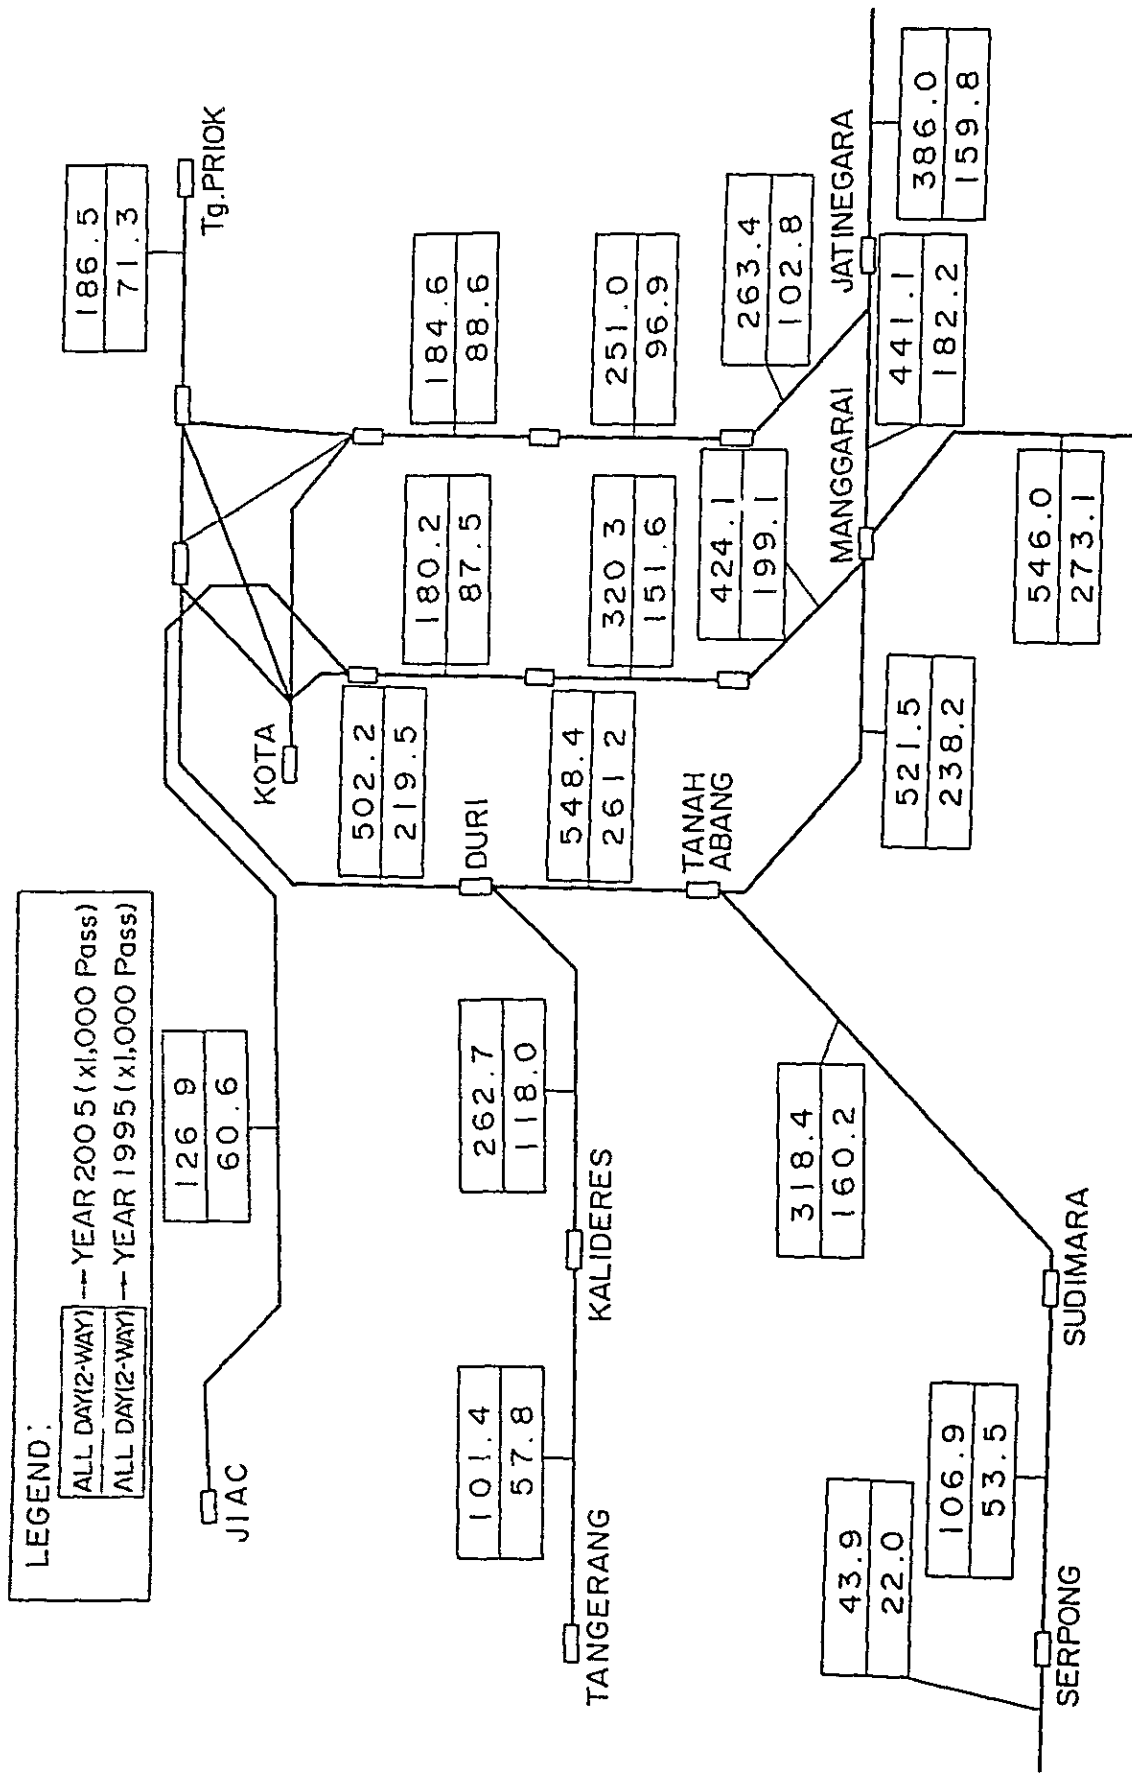 LEGEND:
ALL DAY(2-WAY) — YEAR 2005 (x1,000 Pass)
ALL DAY(2-WAY) — YEAR 1995 (x1,000 Pass)
JIAC
126.9
60.6
186.5
71.3
Tg.PRIOK
KOTA
502.2
219.5
180.2
87.5
184.6
88.6
TANGERANG
101.4
57.8
KALIDERES
262.7
118.0
DURI
548.4
261.2
320.3
151.6
251.0
96.9
TANAH
ABANG
424.1
199.1
263.4
102.8
MANGGARAI
JATINEGARA
318.4
160.2
521.5
238.2
441.1
182.2
386.0
159.8
43.9
22.0
106.9
53.5
546.0
273.1
SERPONG
SUDIMARA